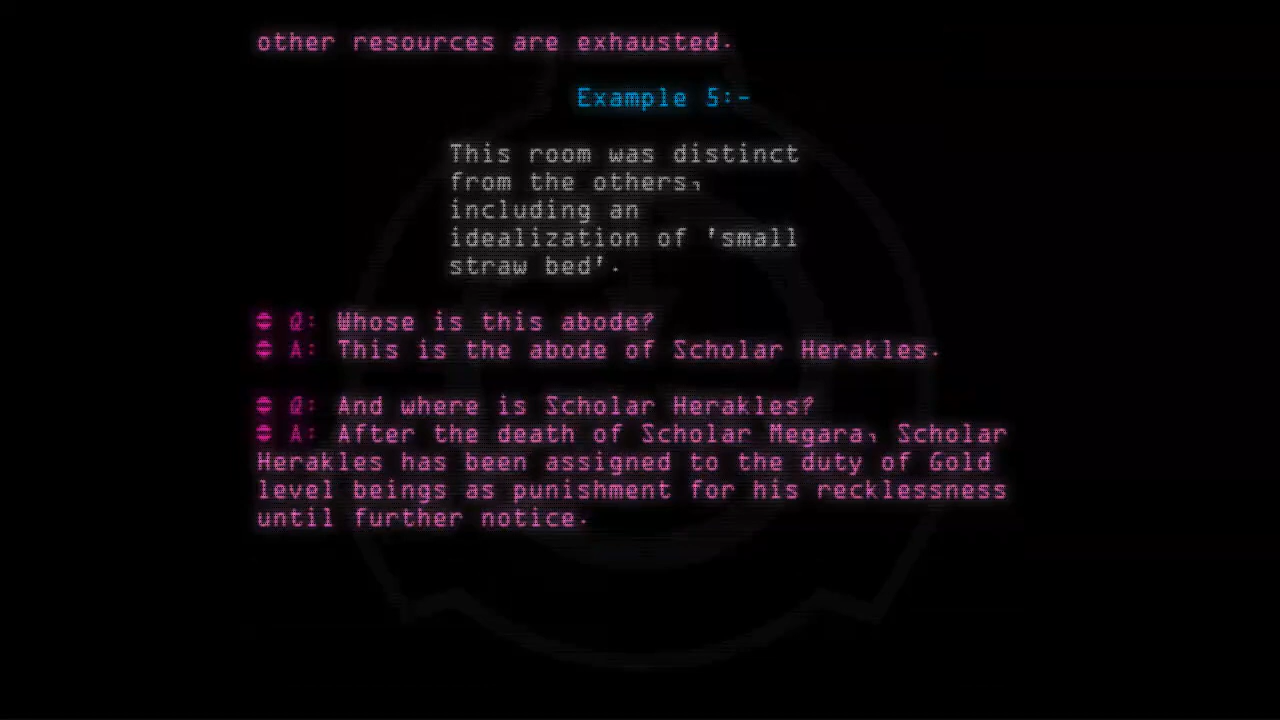 other resources are exhausted.
Example 5:-
This room was distinct
from the others,
including an
idealization of 'small
straw bed'.
Q: Whose is this abode?
A: This is the abode of Scholar Herakles.
Q: And where is Scholar Herakles?
A: After the death of Scholar Megara, Scholar
Herakles has been assigned to the duty of Gold
level beings as punishment for his recklessness
until further notice.